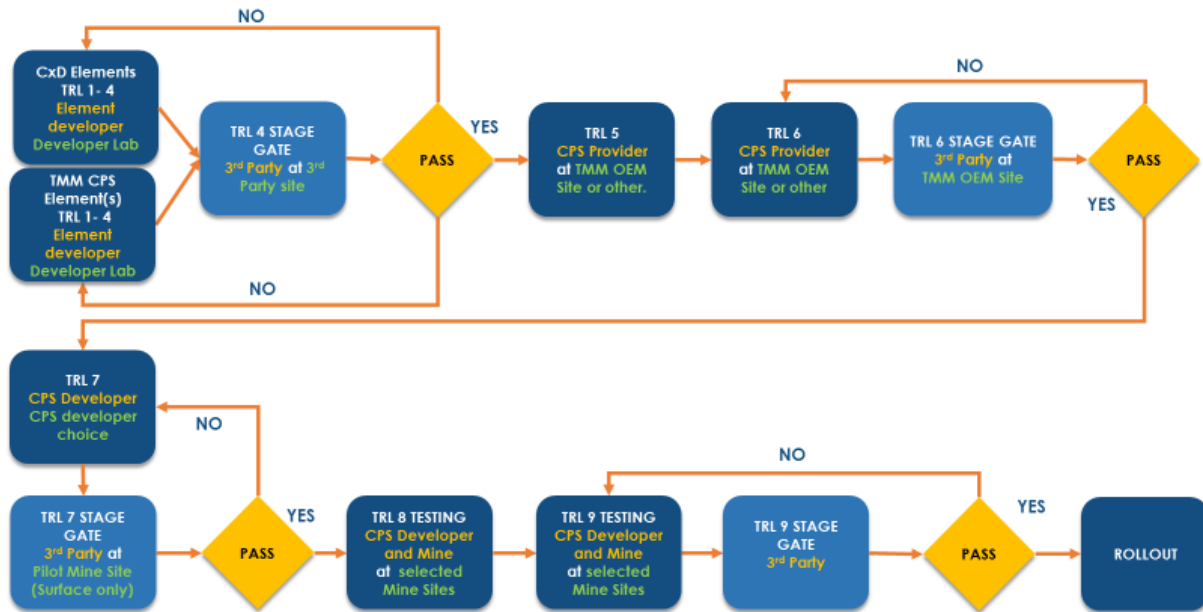 NO
CxD Elements
TRL 1- 4
Element
developer
Developer Lab
TMM CPS
Element(s)
TRL 1- 4
Element
developer
Developer Lab
TRL 4 STAGE
GATE
3rd Party at 3rd
Party site
PASS
YES
NO
TRL 5
CPS Provider
at TMM OEM
Site or other.
TRL 6
CPS Provider
at TMM OEM
Site or other
NO
TRL 6 STAGE GATE
3rd Party at
TMM OEM Site
PASS
YES
TRL 7
CPS Developer
CPS developer
choice
NO
TRL 7 STAGE
GATE
3rd Party at
Pilot Mine Site
(Surface only)
PASS
YES
TRL 8 TESTING
CPS Developer
and Mine
at selected
Mine Sites
TRL 9 TESTING
CPS Developer
and Mine
at selected
Mine Sites
NO
TRL 9 STAGE
GATE
3rd Party
PASS
YES
ROLLOUT